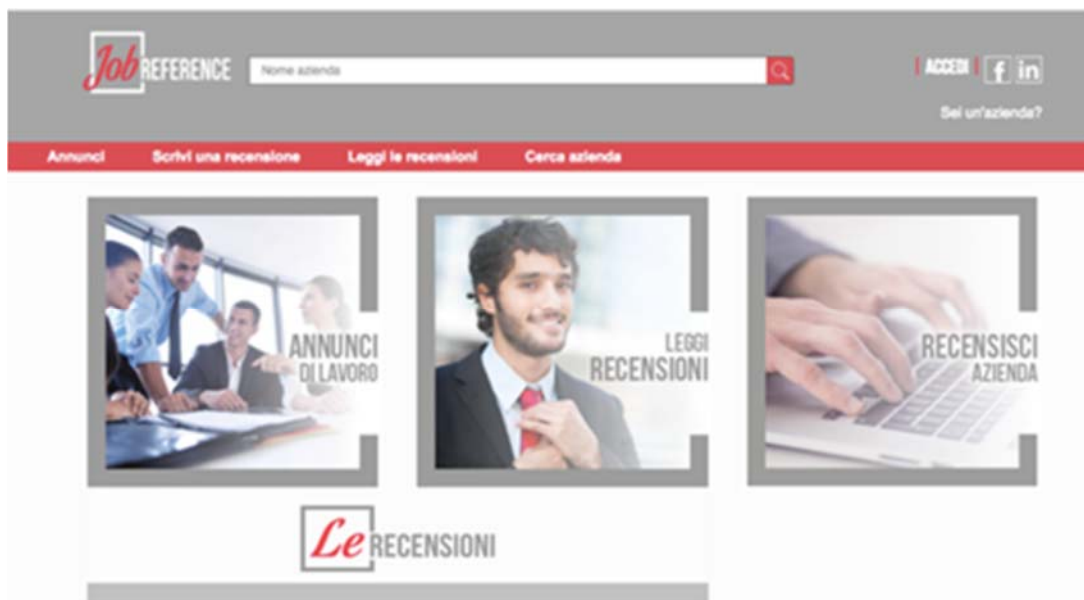 Job REFERENCE
Nome azienda
| ACCEDI | f in
Sei un'azienda?
Annunci Scrivi una recensione Leggi le recensioni Cerca azienda
ANNUNCI
DI LAVORO
LEGGI
RECENSIONI
RECENSISCI
AZIENDA
Le RECENSIONI